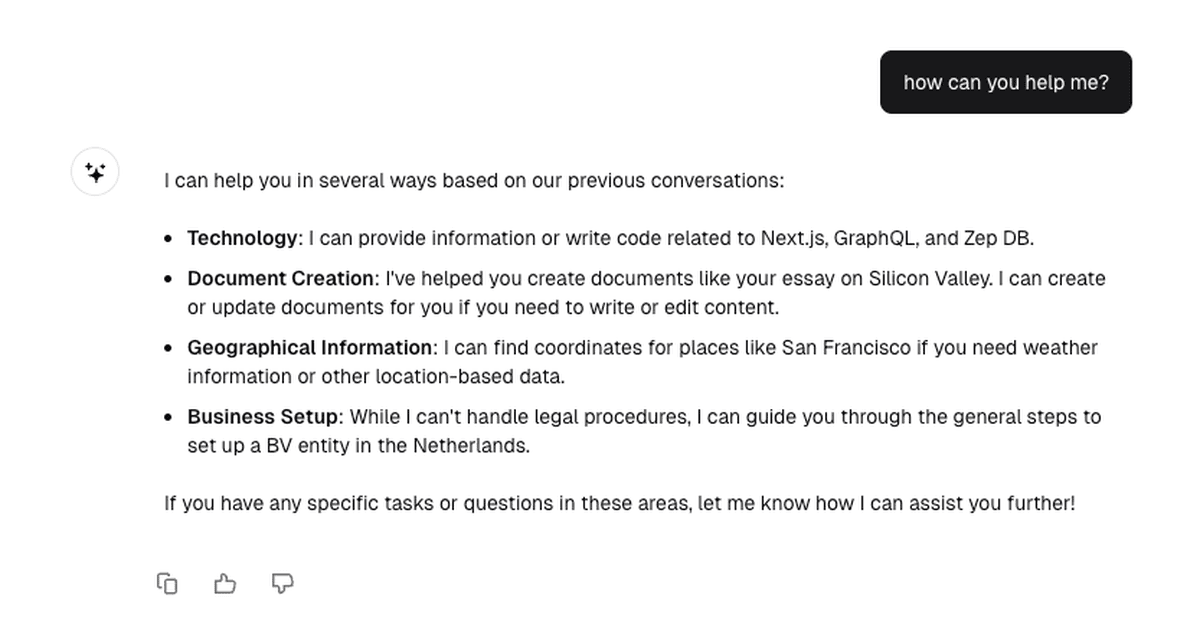 how can you help me?
I can help you in several ways based on our previous conversations:
• Technology: I can provide information or write code related to Next.js, GraphQL, and Zep DB.
• Document Creation: I've helped you create documents like your essay on Silicon Valley. I can create
or update documents for you if you need to write or edit content.
• Geographical Information: I can find coordinates for places like San Francisco if you need weather
information or other location-based data.
• Business Setup: While I can't handle legal procedures, I can guide you through the general steps to
set up a BV entity in the Netherlands.
If you have any specific tasks or questions in these areas, let me know how I can assist you further!